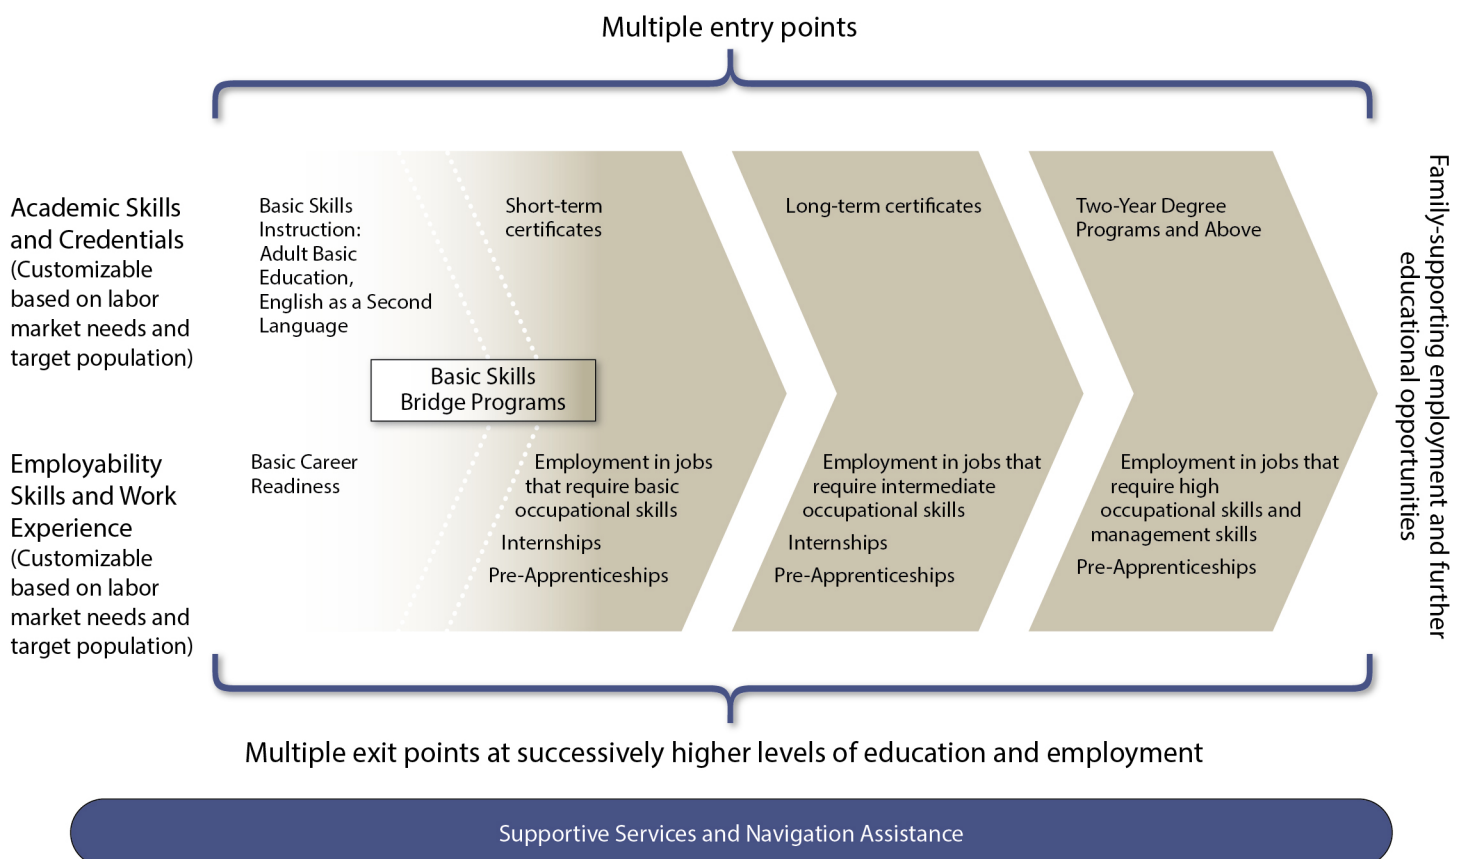 Multiple entry points
Academic Skills
and Credentials
(Customizable
based on labor
market needs and
target population)
Basic Skills
Instruction:
Adult Basic
Education,
English as a Second
Language
Short-term
certificates
Long-term certificates
Two-Year Degree
Programs and Above
Basic Skills
Bridge Programs
Employability
Skills and Work
Experience
(Customizable
based on labor
market needs and
target population)
Basic Career
Readiness
Employment in jobs
that require basic
occupational skills
Internships
Pre-Apprenticeships
Employment in jobs that
require intermediate
occupational skills
Internships
Pre-Apprenticeships
Employment in jobs that
require high
occupational skills and
management skills
Pre-Apprenticeships
Family-supporting employment and further
educational opportunities
Multiple exit points at successively higher levels of education and employment
Supportive Services and Navigation Assistance